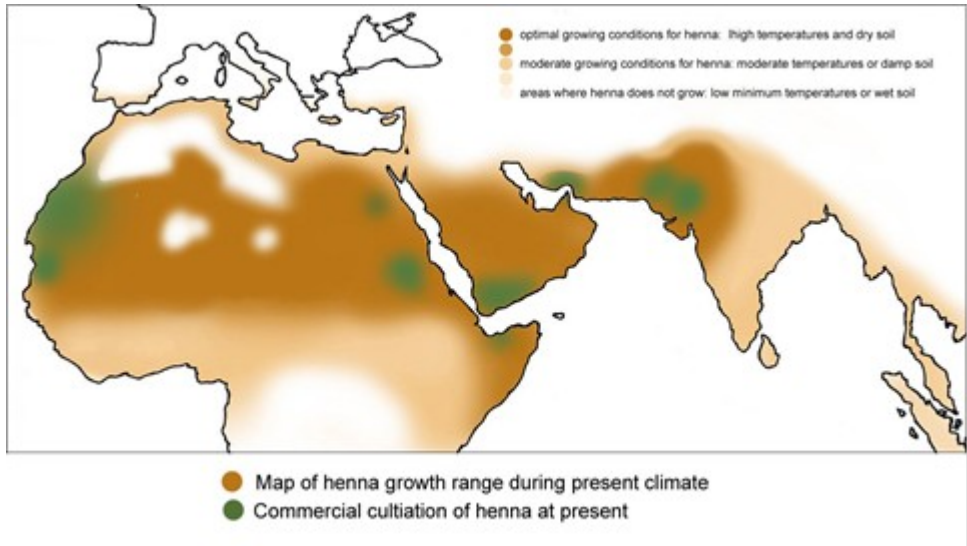 optimal growing conditions for henna: lhigh temperatures and dry soil
moderate growing conditions for henna: moderate temperatures or damp soil
areas where henna does not grow: low minimum temperatures or wet soil
Map of henna growth range during present climate
Commercial cultiation of henna at present